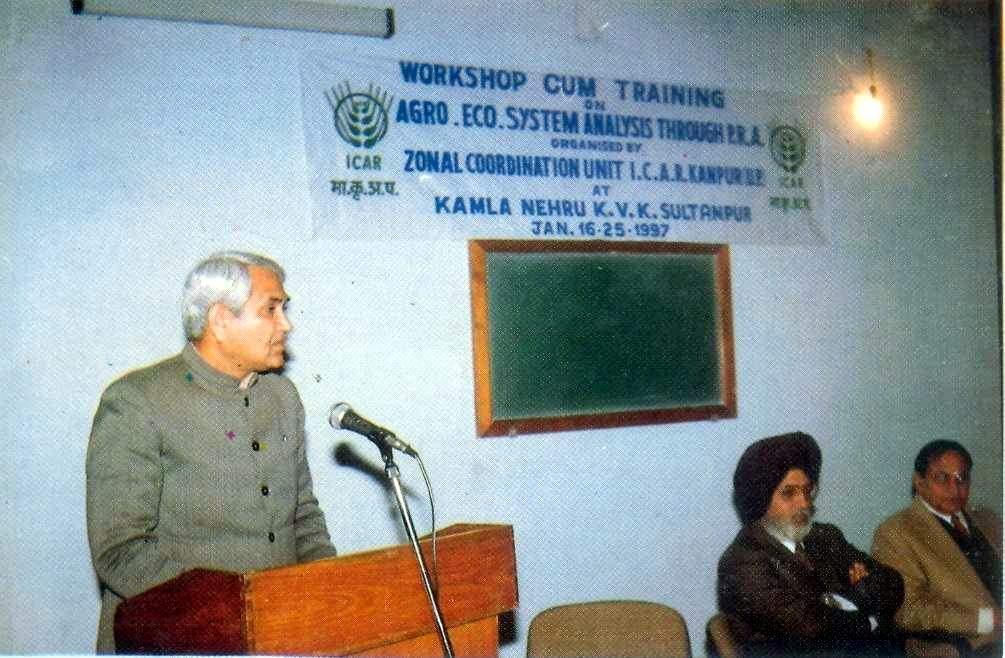 WORKSHOP CUM TRAINING
ON
AGRO.ECO.SYSTEM ANALYSIS THROUGH P.R.A.
ORGANISED BY
ZONAL COORDINATION UNIT I.C.A.R.KANPUR U.P.
AT
KAMLA NEHRU K.V.K.SULTANPUR
JAN. 16-25-1997
ICAR
भा.कृ.अ.प.
ICAR
भा.कृ.अ.प.